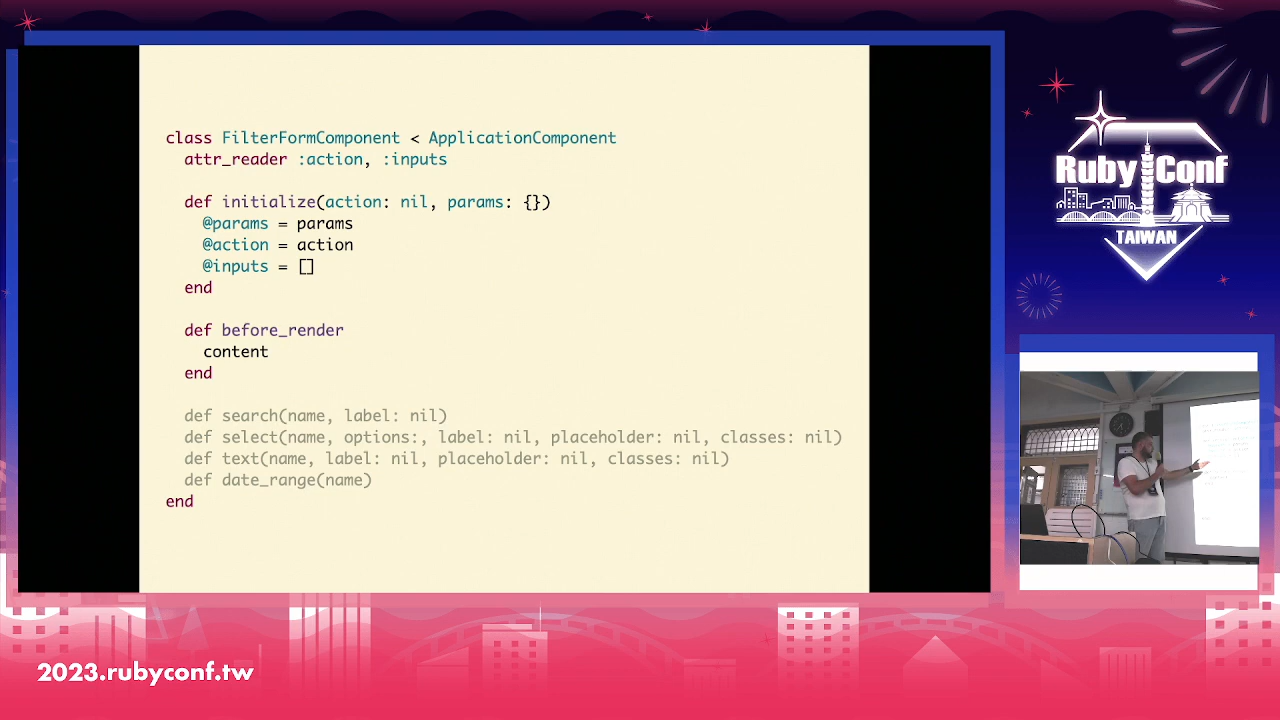 class FilterFormComponent < ApplicationComponent
attr_reader :action, :inputs
def initialize(action: nil, params: {})
@params = params
@action = action
@inputs = []
end
def before_render
content
end
def search(name, label: nil)
def select(name, options:, label: nil, placeholder: nil, classes: nil)
def text(name, label: nil, placeholder: nil, classes: nil)
def date_range(name)
end
Ruby Conf
TAIWAN
2023.rubyconf.tw